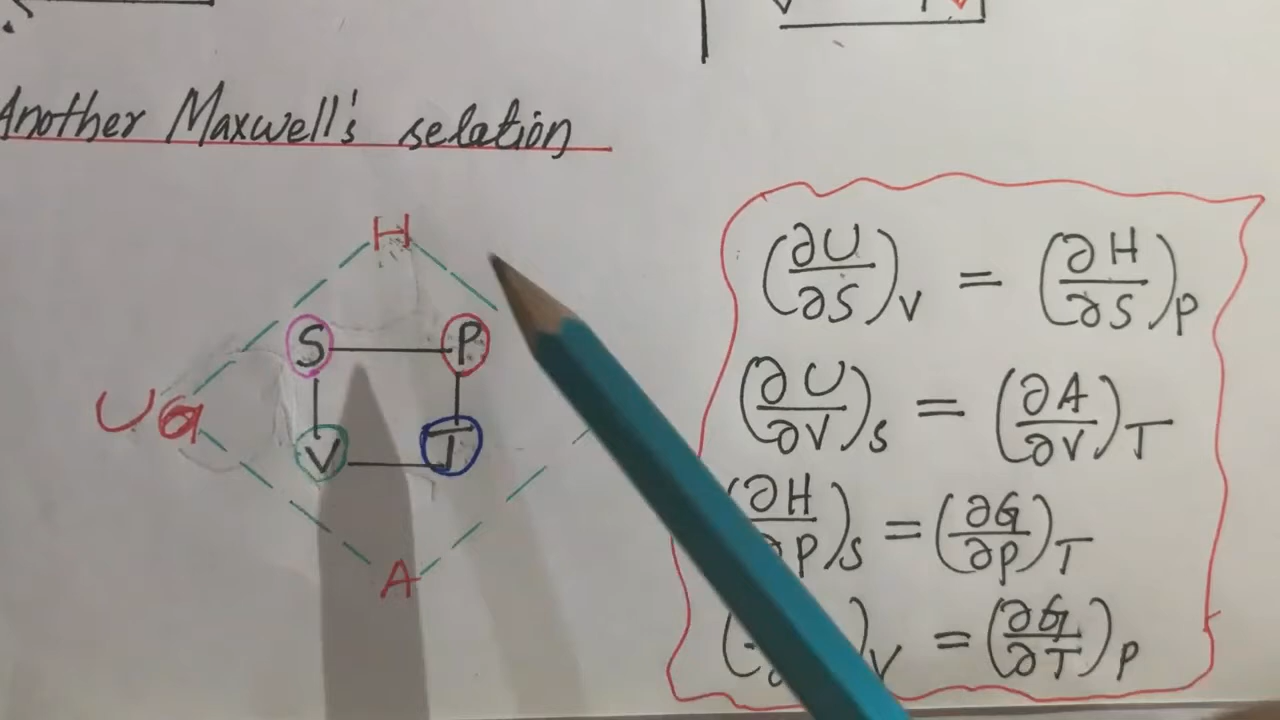 Another Maxwell's selation
H
S P
U G
V T
A
(∂U/∂S)V = (∂H/∂S)P
(∂U/∂V)S = (∂A/∂V)T
(∂H/∂P)S = (∂G/∂P)T
)V = (∂G/∂T)P